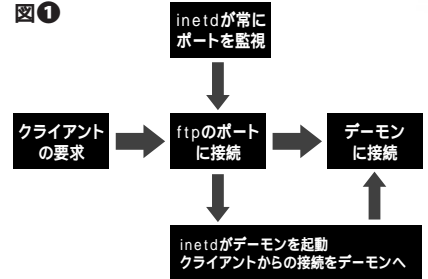 図❶
inetdが常に
ポートを監視
クライアント
の要求
ftpのポート
に接続
デーモン
に接続
inetdがデーモンを起動
クライアントからの接続をデーモンへ